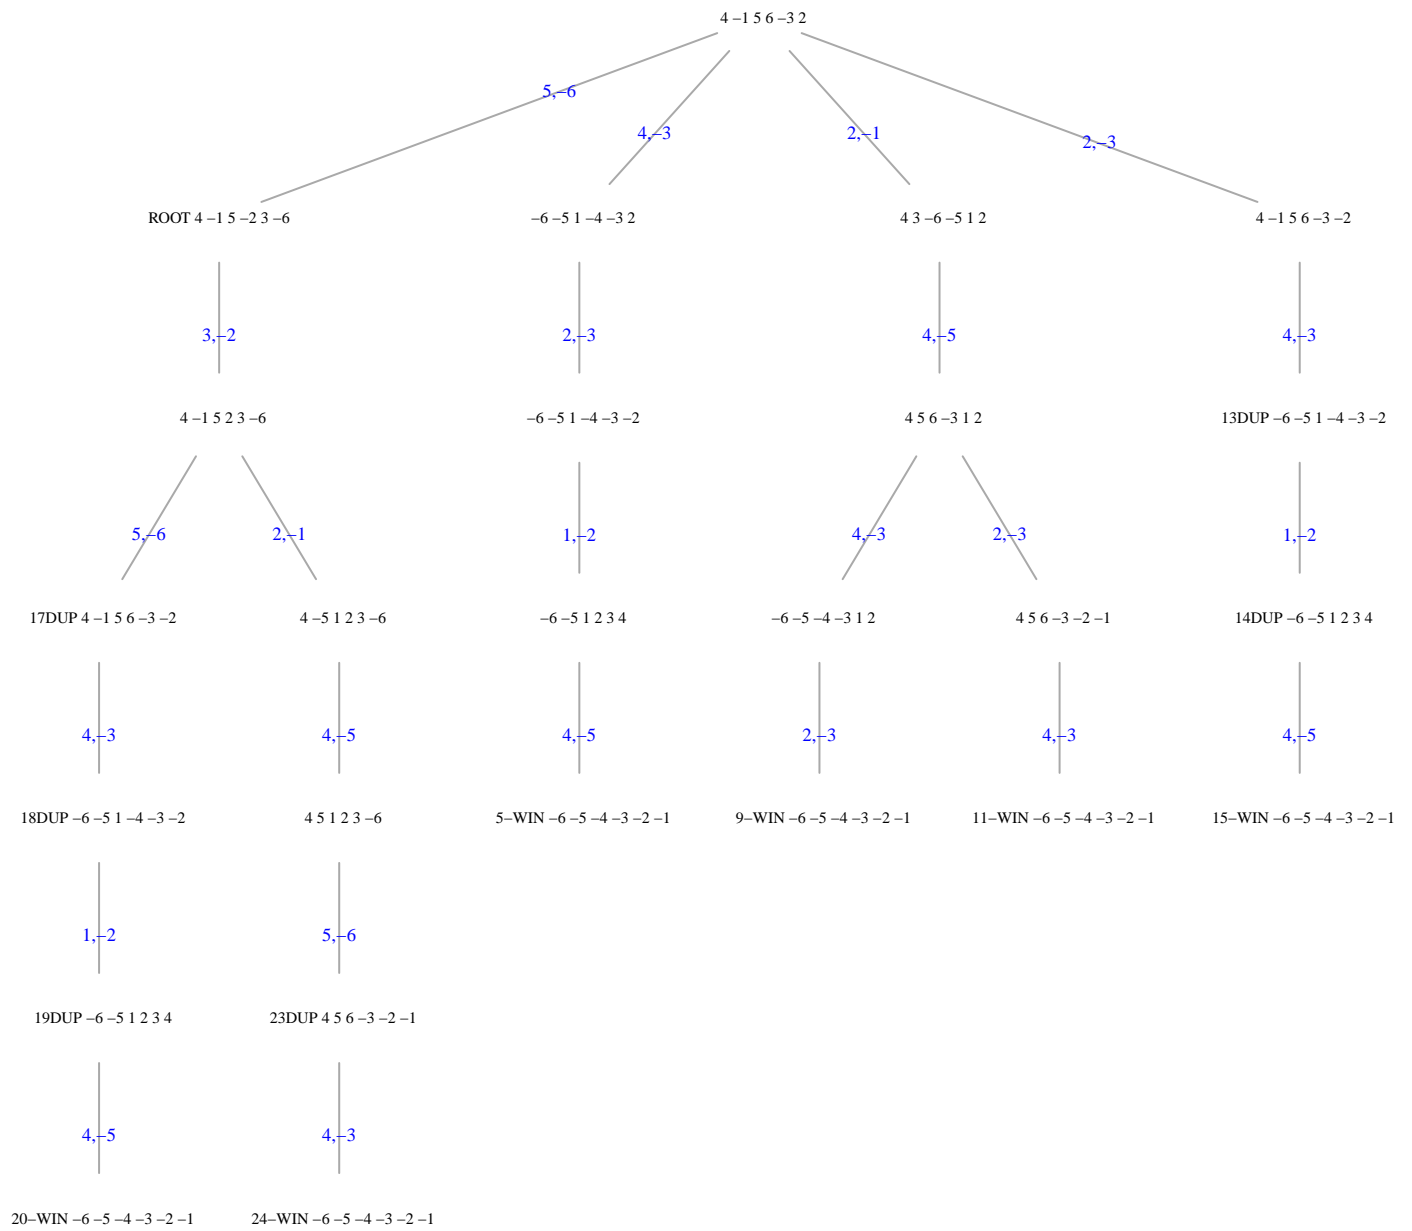 4 –1 5 6 –3 2
5,–6
4,–3
2,–1
2,–3
ROOT 4 –1 5 –2 3 –6
–6 –5 1 –4 –3 2
4 3 –6 –5 1 2
4 –1 5 6 –3 –2
3,–2
2,–3
4,–5
4,–3
4 –1 5 2 3 –6
–6 –5 1 –4 –3 –2
4 5 6 –3 1 2
13DUP –6 –5 1 –4 –3 –2
5,–6
2,–1
1,–2
4,–3
2,–3
1,–2
17DUP 4 –1 5 6 –3 –2
4 –5 1 2 3 –6
–6 –5 1 2 3 4
–6 –5 –4 –3 1 2
4 5 6 –3 –2 –1
14DUP –6 –5 1 2 3 4
4,–3
4,–5
4,–5
2,–3
4,–3
4,–5
18DUP –6 –5 1 –4 –3 –2
4 5 1 2 3 –6
5–WIN –6 –5 –4 –3 –2 –1
9–WIN –6 –5 –4 –3 –2 –1
11–WIN –6 –5 –4 –3 –2 –1
15–WIN –6 –5 –4 –3 –2 –1
1,–2
5,–6
19DUP –6 –5 1 2 3 4
23DUP 4 5 6 –3 –2 –1
4,–5
4,–3
20–WIN –6 –5 –4 –3 –2 –1
24–WIN –6 –5 –4 –3 –2 –1